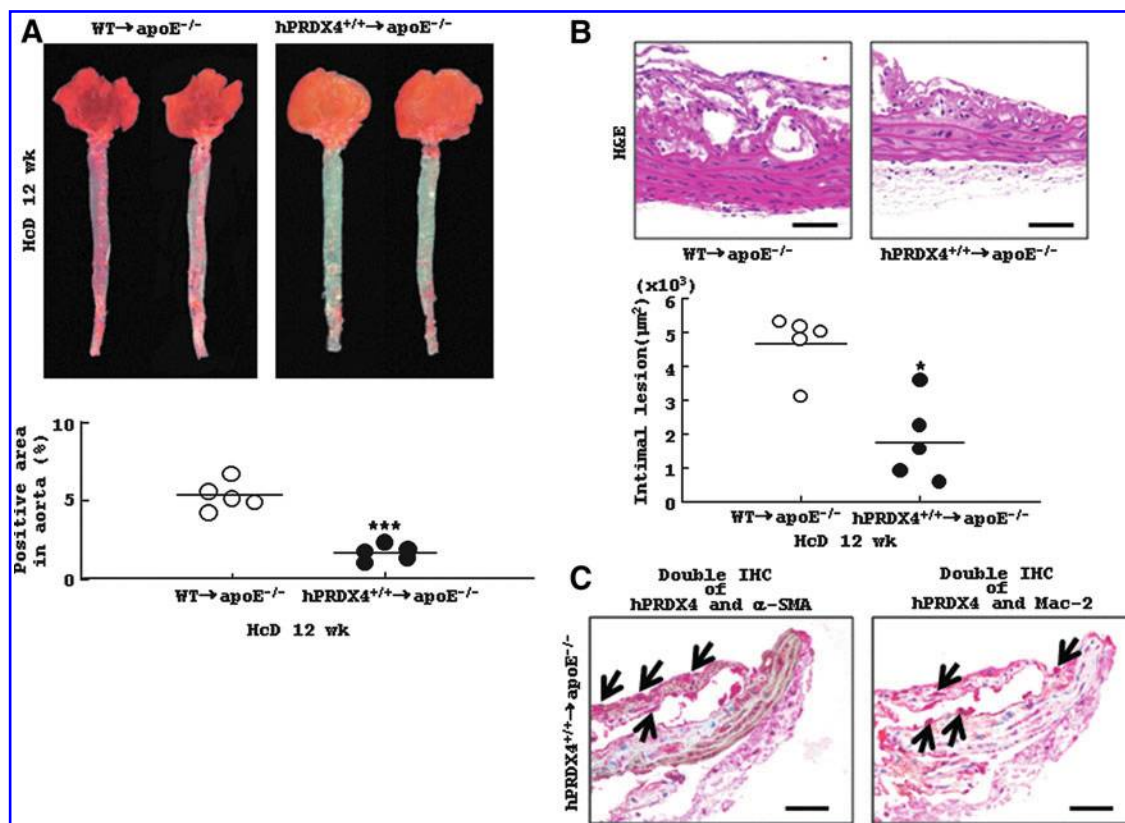 A
WT→apoE⁻/⁻
hPRDX4⁺/⁺→apoE⁻/⁻
HcD 12 wk
Positive area
in aorta (%)
10
5
0
***
WT→apoE⁻/⁻
hPRDX4⁺/⁺→apoE⁻/⁻
HcD 12 wk
B
H&E
WT→apoE⁻/⁻
hPRDX4⁺/⁺→apoE⁻/⁻
Intimal lesion(µm²)
(x10³)
6
5
4
3
2
1
0
*
WT→apoE⁻/⁻
hPRDX4⁺/⁺→apoE⁻/⁻
HcD 12 wk
C
Double IHC
of
hPRDX4 and α-SMA
Double IHC
of
hPRDX4 and Mac-2
hPRDX4⁺/⁺→apoE⁻/⁻